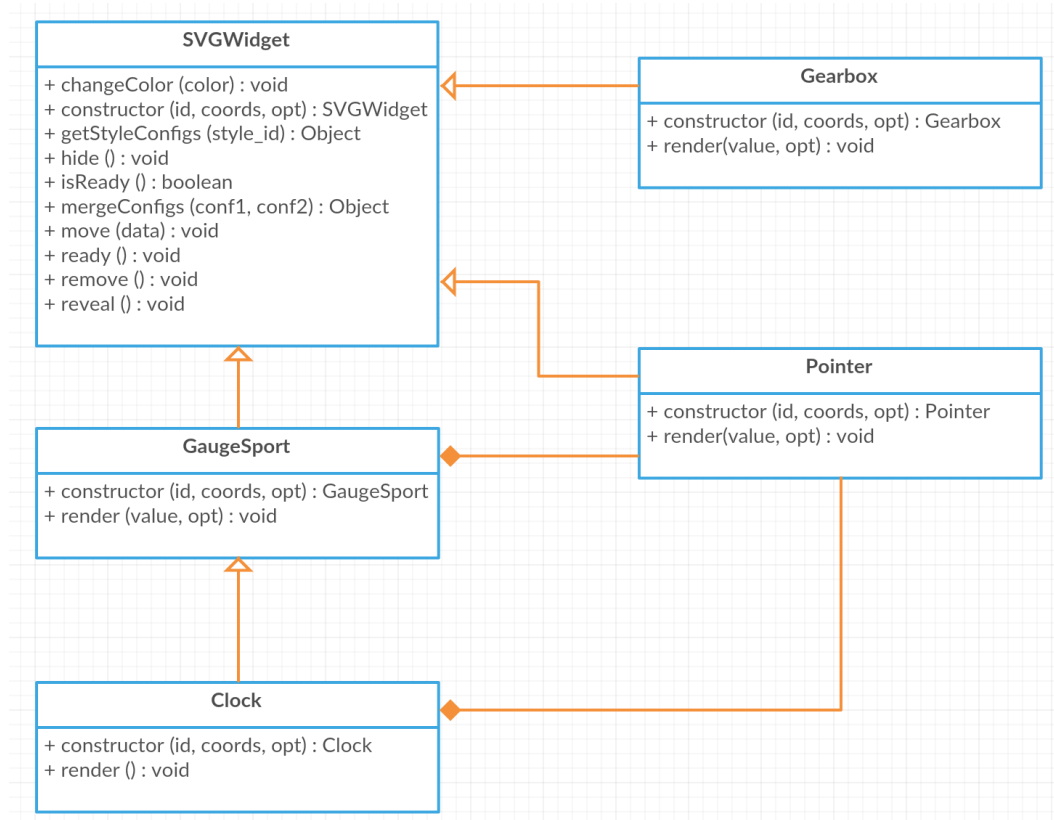 SVGWidget
+ changeColor (color) : void
+ constructor (id, coords, opt) : SVGWidget
+ getStyleConfigs (style_id) : Object
+ hide () : void
+ isReady () : boolean
+ mergeConfigs (conf1, conf2) : Object
+ move (data) : void
+ ready () : void
+ remove () : void
+ reveal () : void
Gearbox
+ constructor (id, coords, opt) : Gearbox
+ render(value, opt) : void
Pointer
+ constructor (id, coords, opt) : Pointer
+ render(value, opt) : void
GaugeSport
+ constructor (id, coords, opt) : GaugeSport
+ render (value, opt) : void
Clock
+ constructor (id, coords, opt) : Clock
+ render () : void